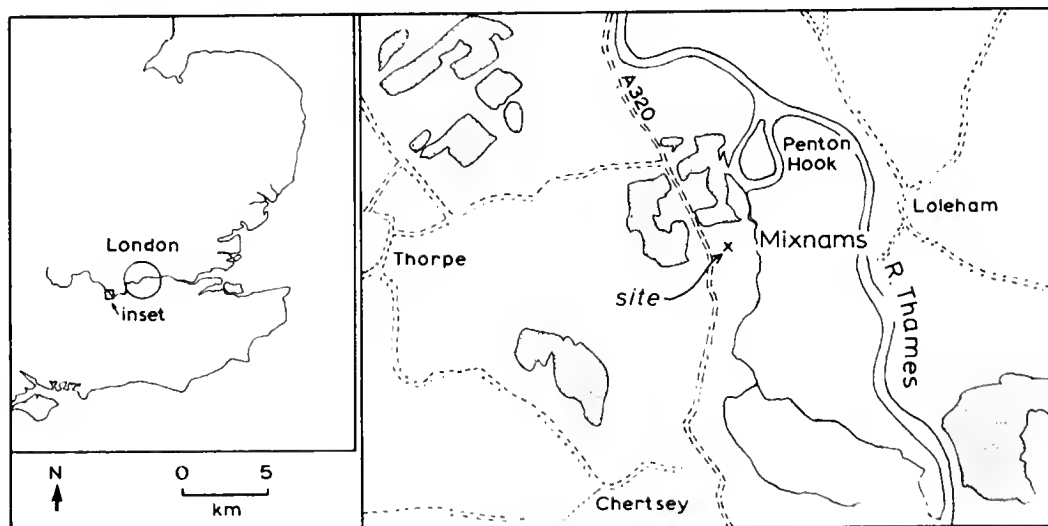 London
inset
N
0 5
km
A320
Penton
Hook
Loleham
Thorpe
Mixnams
site
R. Thames
Chertsey